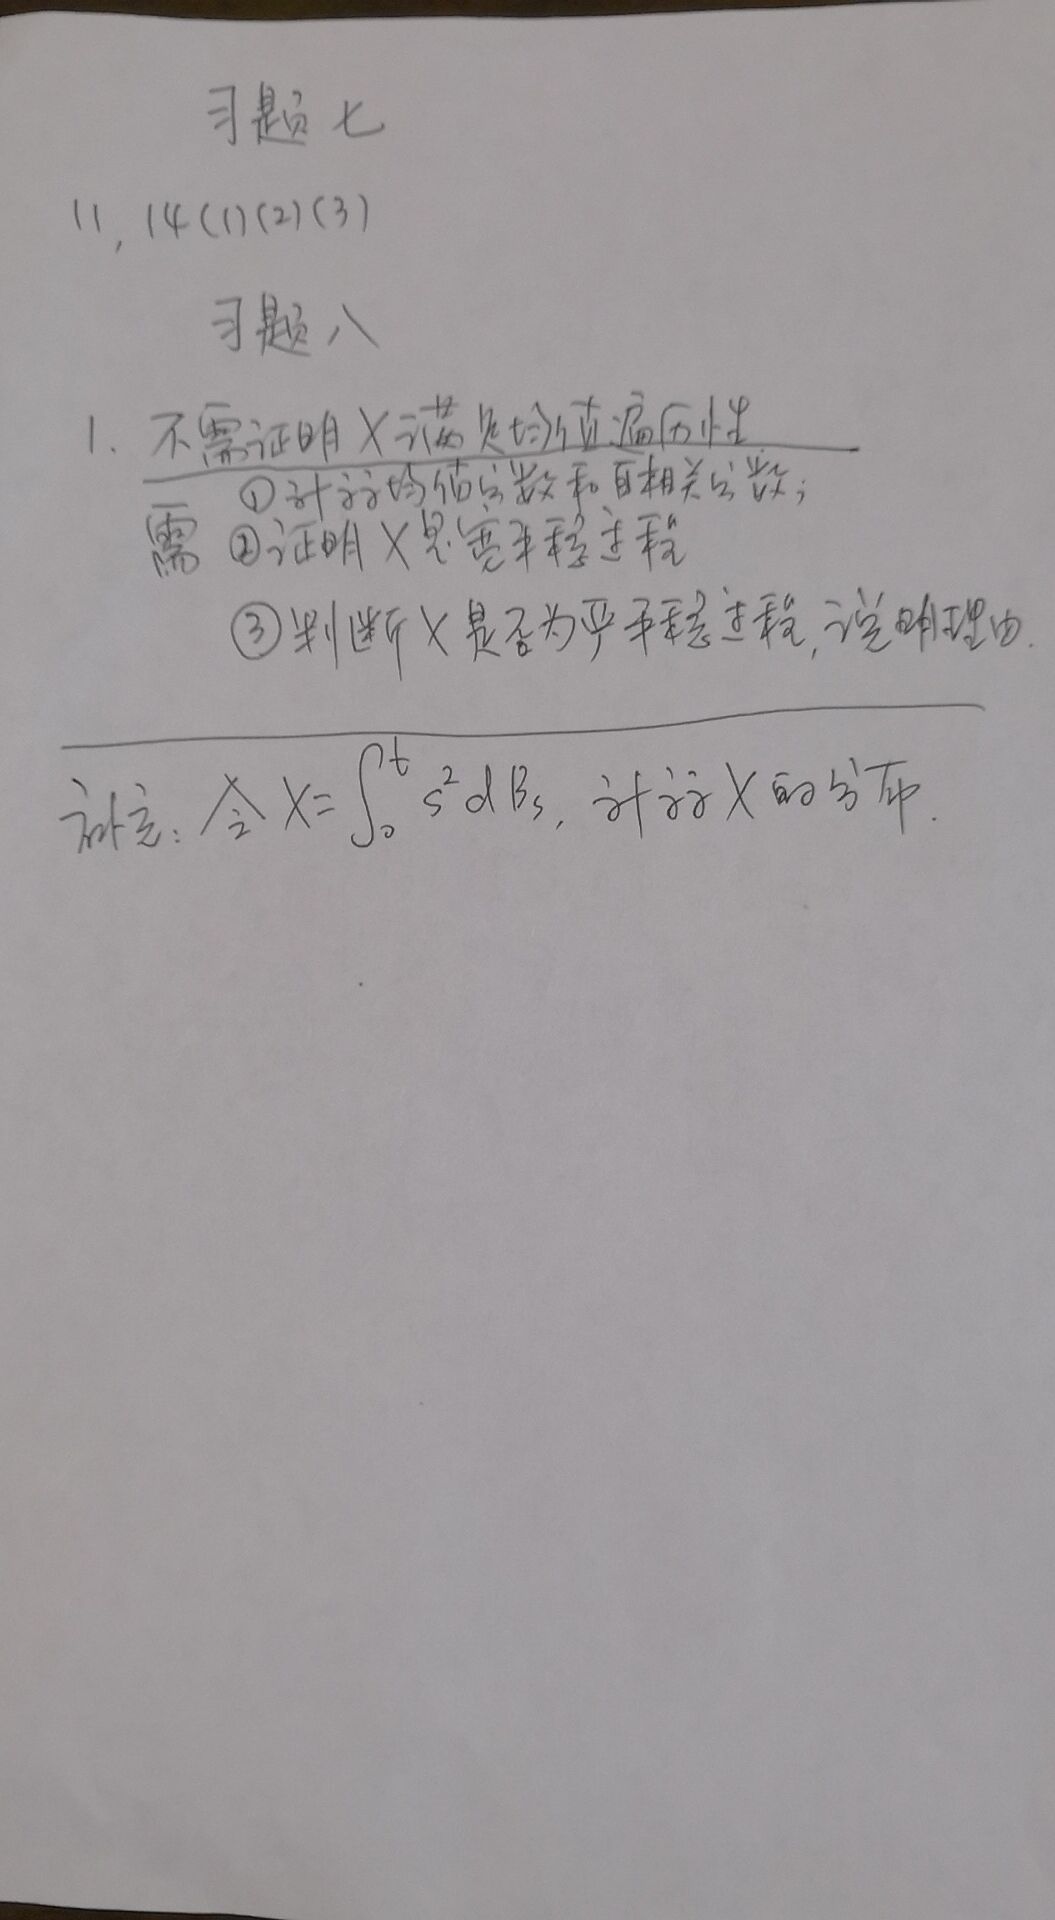 习题七
11, 14(1)(2)(3)
习题八
1. 不需证明X满足均值遍历性
①计算均值函数和自相关函数;
需 ②证明X是宽平稳过程
③判断X是否为严平稳过程,说明理由.
补充: 令X=∫₀ᵗ s²dBₛ, 计算X的分布.